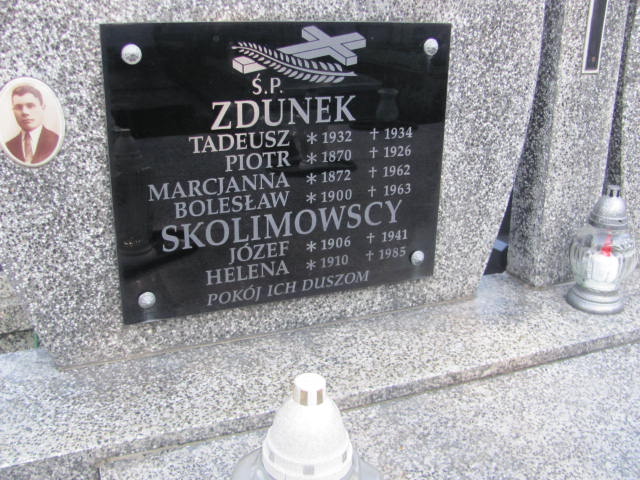 Ś.P.
ZDUNEK
TADEUSZ * 1932 † 1934
PIOTR * 1870 † 1926
MARCJANNA * 1872 † 1962
BOLESŁAW * 1900 † 1963
SKOLIMOWSCY
JÓZEF * 1906 † 1941
HELENA * 1910 † 1985
POKÓJ ICH DUSZOM